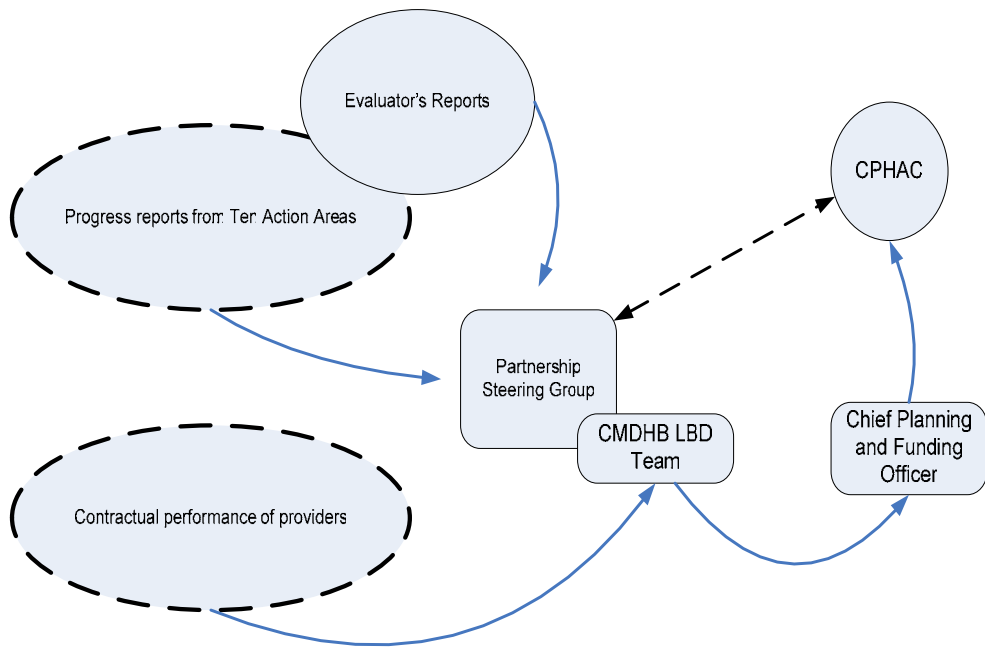 Evaluator's Reports
CPHAC
Progress reports from Ten Action Areas
Partnership
Steering Group
CMDHB LBD
Team
Chief Planning
and Funding
Officer
Contractual performance of providers